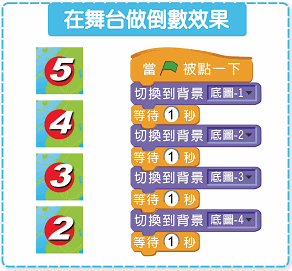 在舞台做倒數效果
5
4
3
2
當 被點一下
切換到背景 底圖-1
等待 1 秒
切換到背景 底圖-2
等待 1 秒
切換到背景 底圖-3
等待 1 秒
切換到背景 底圖-4
等待 1 秒